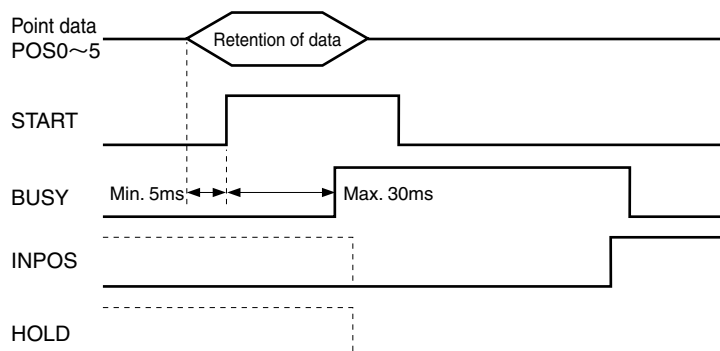 Point data
POS0～5
Retention of data
START
BUSY
Min. 5ms
Max. 30ms
INPOS
HOLD